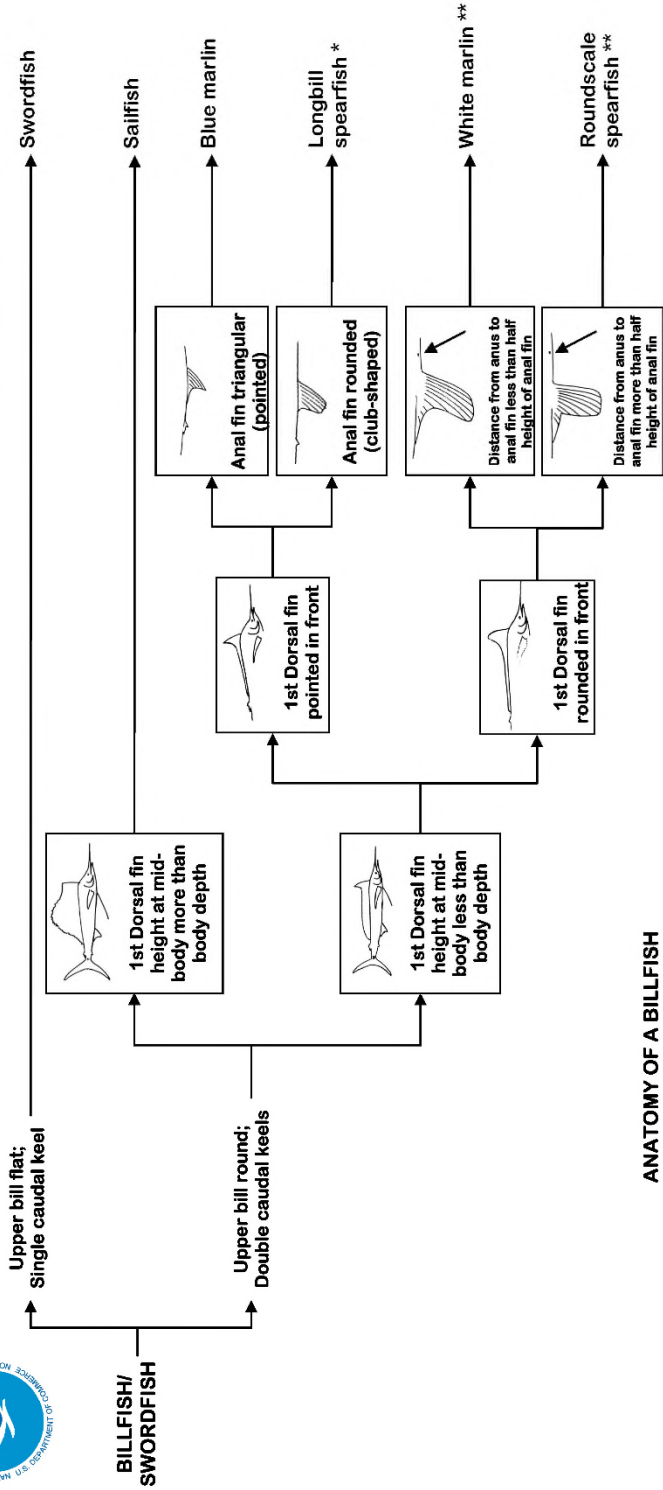 U.S. DEPARTMENT OF COMMERCE
BILLFISH/
SWORDFISH
Upper bill flat;
Single caudal keel
Upper bill round;
Double caudal keels
1st Dorsal fin
height at mid-
body more than
body depth
1st Dorsal fin
height at mid-
body less than
body depth
1st Dorsal fin
pointed in front
1st Dorsal fin
rounded in front
Anal fin triangular
(pointed)
Anal fin rounded
(club-shaped)
Distance from anus to
anal fin less than half
height of anal fin
Distance from anus to
anal fin more than half
height of anal fin
Swordfish
Sailfish
Blue marlin
Longbill
spearfish *
White marlin **
Roundscale
spearfish **
ANATOMY OF A BILLFISH